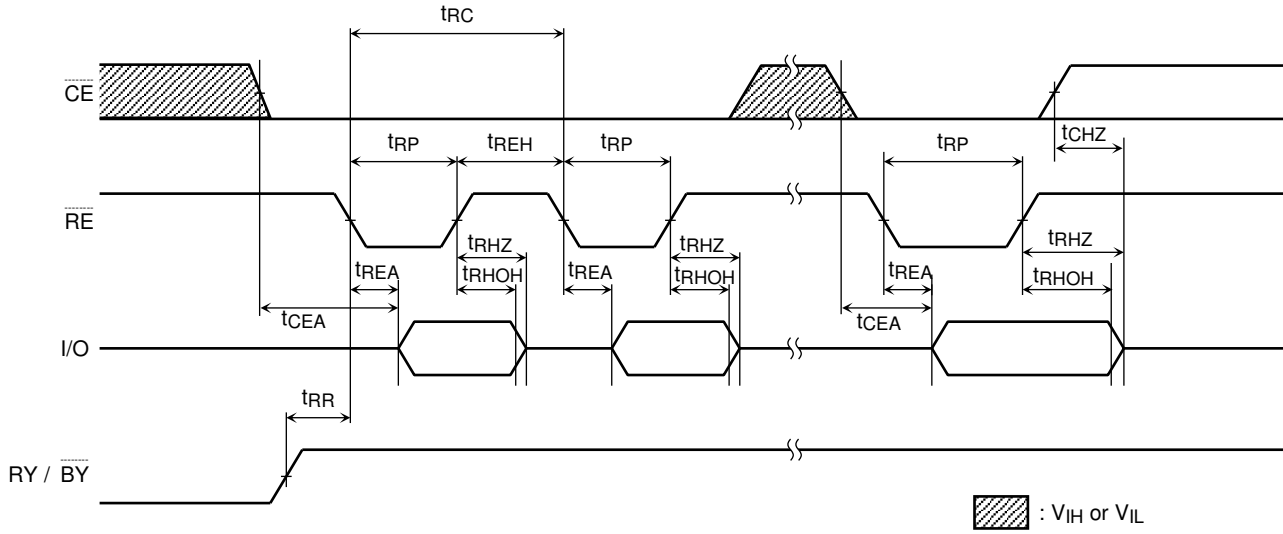 tRC
CE
tRP
tREH
tRP
tRP
tCHZ
RE
tRHZ
tRHZ
tRHZ
tREA
tRHOH
tREA
tRHOH
tREA
tRHOH
tCEA
tCEA
I/O
tRR
RY / BY
: VIH or VIL